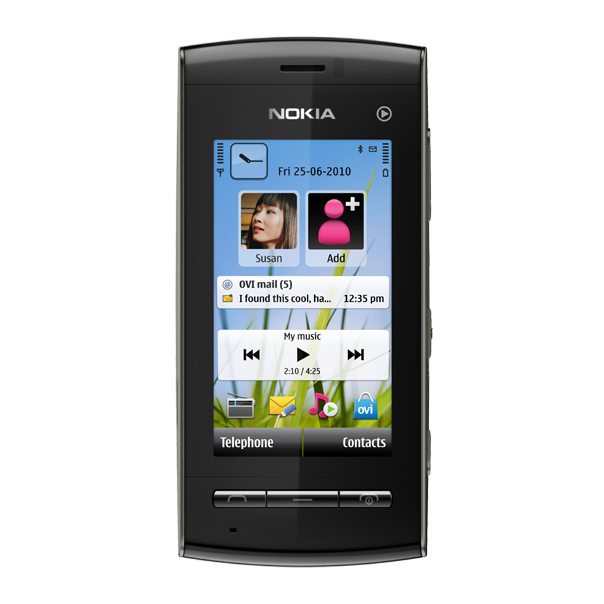 NOKIA
Fri 25-06-2010
Susan
Add
@ OVI mail (5)
I found this cool, ha... 12:35 pm
My music
2:10 / 4:25
ovi
Telephone Contacts